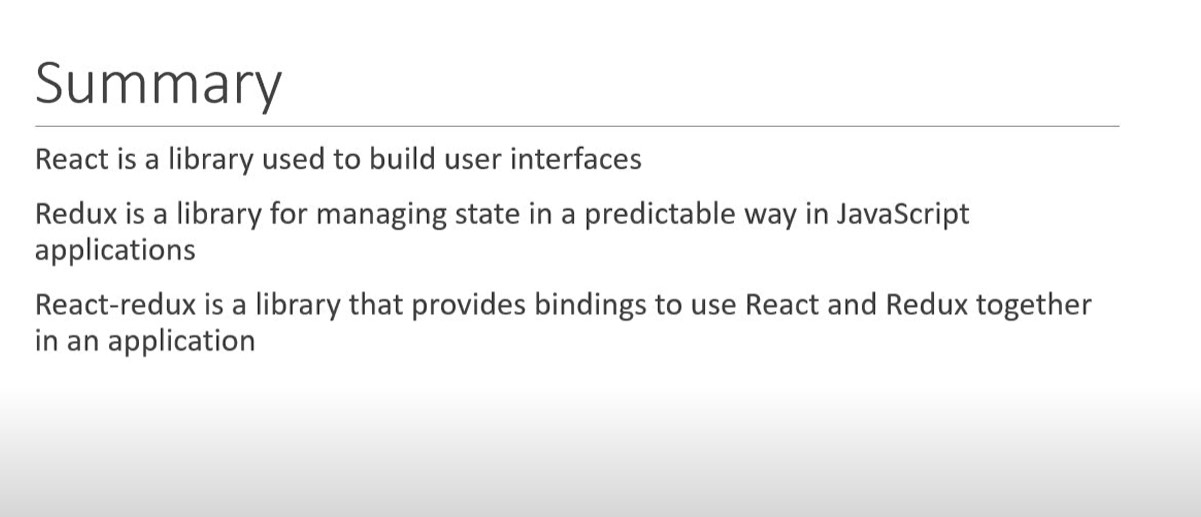 Summary
React is a library used to build user interfaces
Redux is a library for managing state in a predictable way in JavaScript
applications
React-redux is a library that provides bindings to use React and Redux together
in an application